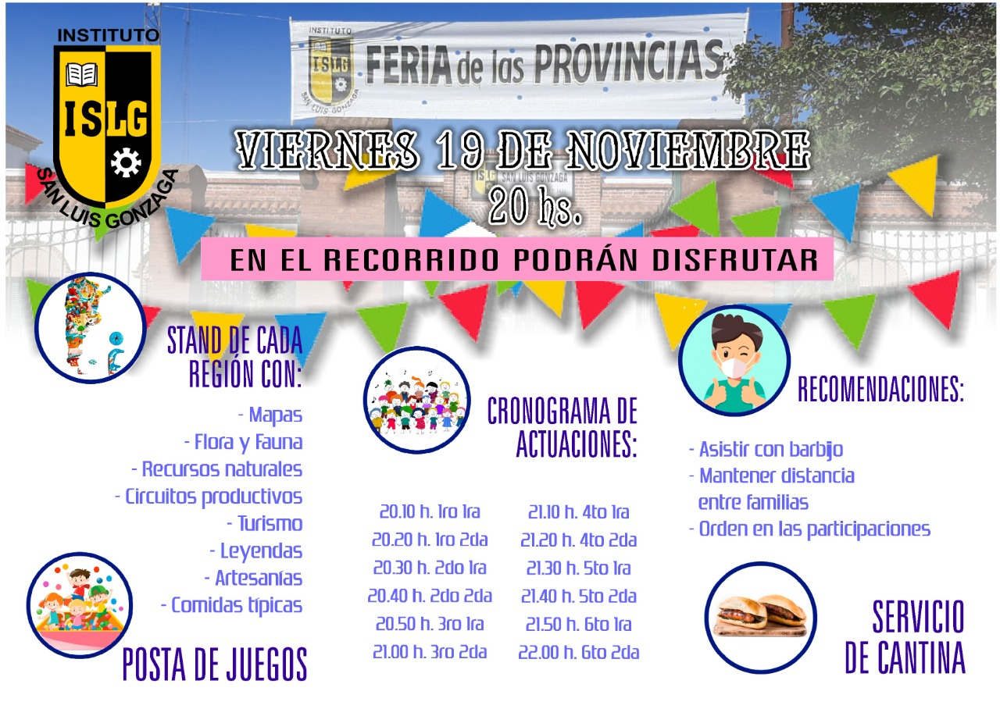 INSTITUTO
ISLG
SAN LUIS GONZAGA
INSTITUTO
ISLG
SAN LUIS GONZAGA
FERIA de las PROVINCIAS
VIERNES 19 DE NOVIEMBRE
ISLG SAN LUIS GONZAGA
20 hs.
EN EL RECORRIDO PODRÁN DISFRUTAR
STAND DE CADA
REGIÓN CON:
- Mapas
- Flora y Fauna
- Recursos naturales
- Circuitos productivos
- Turismo
- Leyendas
- Artesanías
- Comidas típicas
POSTA DE JUEGOS
CRONOGRAMA DE
ACTUACIONES:
20.10 h. 1ro 1ra
20.20 h. 1ro 2da
20.30 h. 2do 1ra
20.40 h. 2do 2da
20.50 h. 3ro 1ra
21.00 h. 3ro 2da
21.10 h. 4to 1ra
21.20 h. 4to 2da
21.30 h. 5to 1ra
21.40 h. 5to 2da
21.50 h. 6to 1ra
22.00 h. 6to 2da
RECOMENDACIONES:
- Asistir con barbijo
- Mantener distancia
entre familias
- Orden en las participaciones
SERVICIO
DE CANTINA